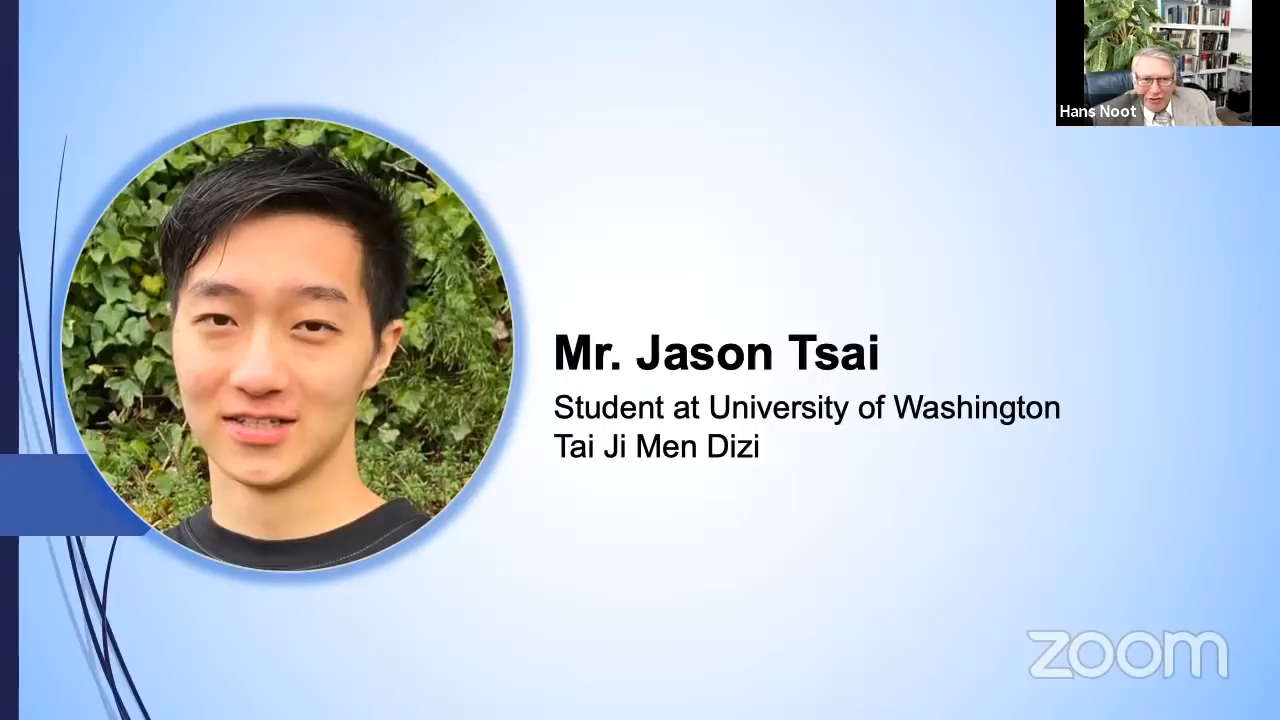 Hans Noot
Mr. Jason Tsai
Student at University of Washington
Tai Ji Men Dizi
zoom